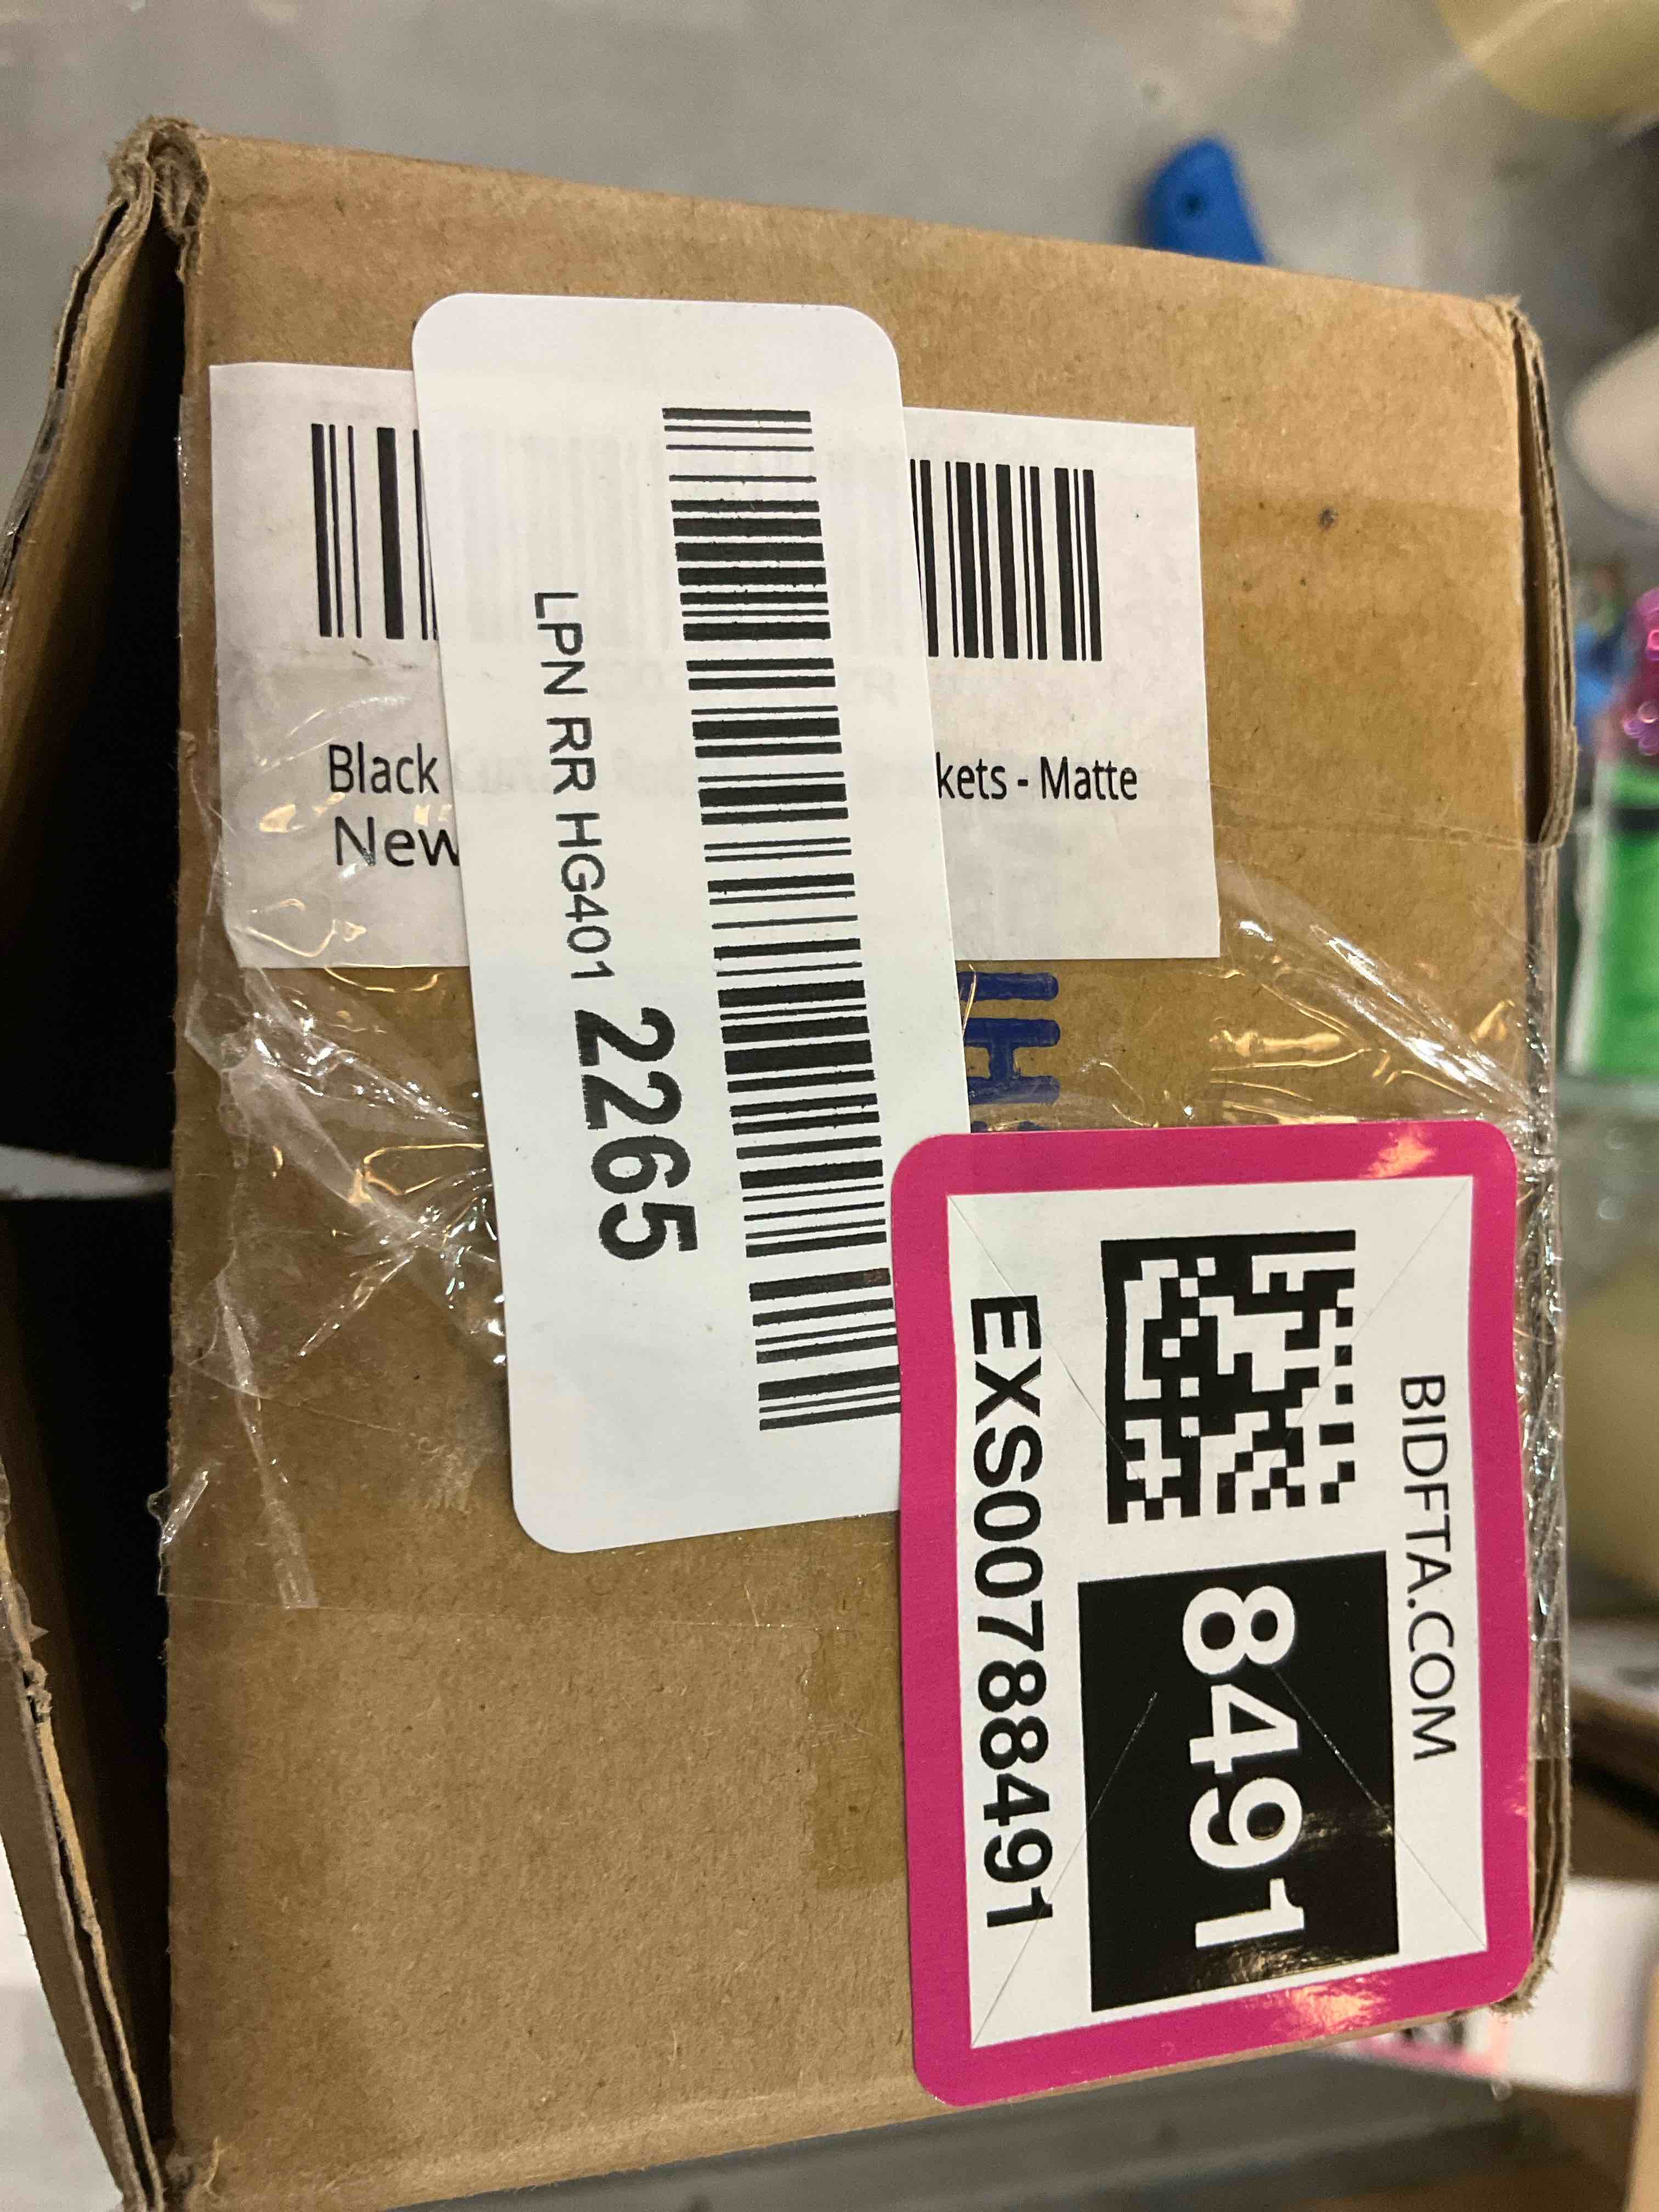 Black
kets - Matte
New
LPN RR HG401 2265
BIDFTA.COM
8491
EXS00788491